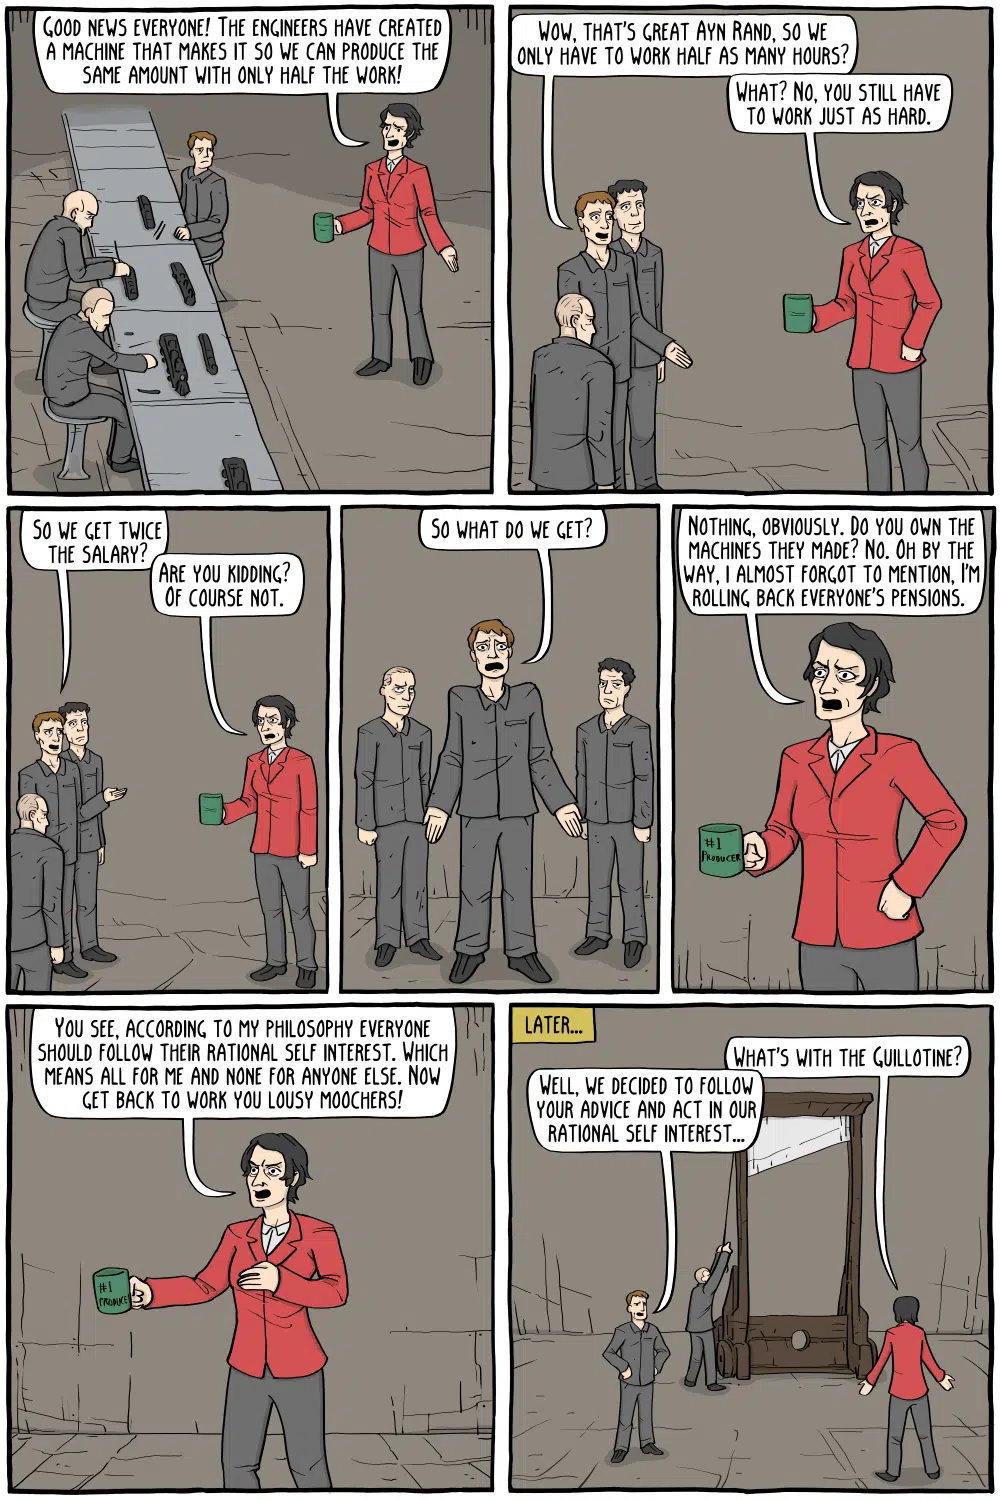 Good news everyone! The engineers have created
a machine that makes it so we can produce the
same amount with only half the work!
Wow, that's great Ayn Rand, so we
only have to work half as many hours?
What? No, you still have
to work just as hard.
So we get twice
the salary?
Are you kidding?
Of course not.
So what do we get?
Nothing, obviously. Do you own the
machines they made? No. Oh by the
way, I almost forgot to mention, I'm
rolling back everyone's pensions.
#1
Producer
You see, according to my philosophy everyone
should follow their rational self interest. Which
means all for me and none for anyone else. Now
get back to work you lousy moochers!
#1
Produce
Later...
What's with the Guillotine?
Well, we decided to follow
your advice and act in our
rational self interest...